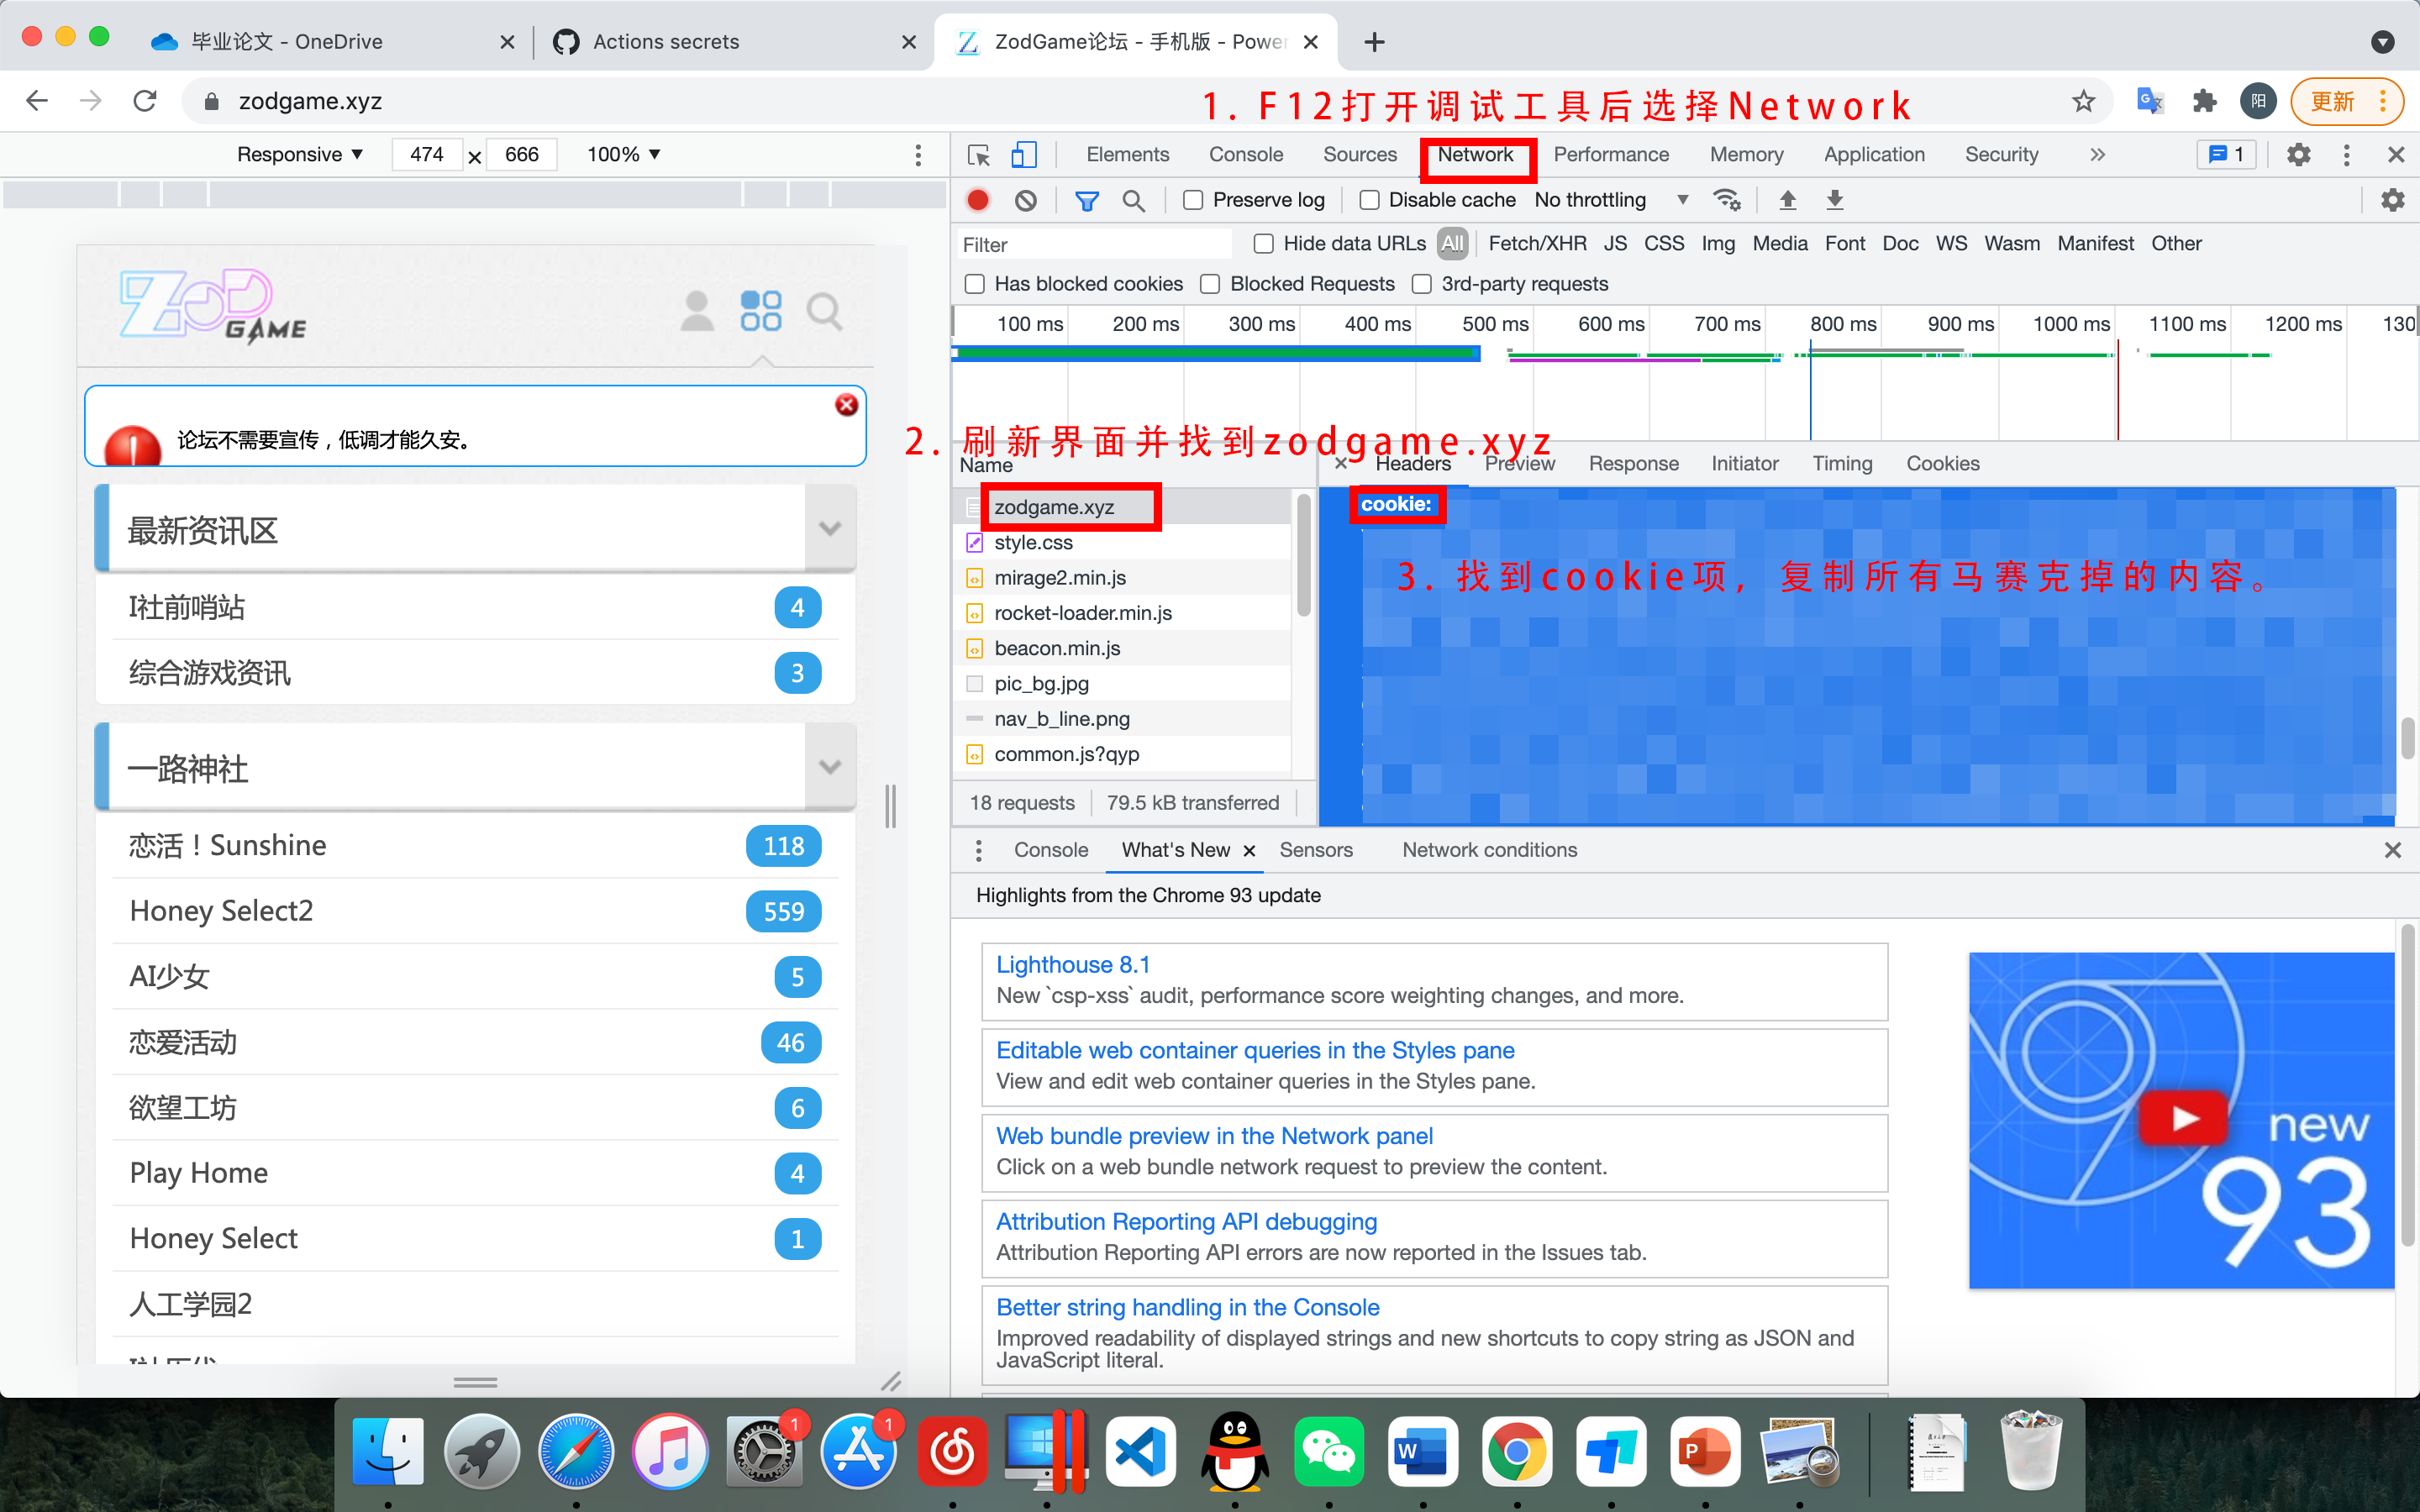 毕业论文 - OneDrive
Actions secrets
ZodGame论坛 - 手机版 - Power
zodgame.xyz
1. F12打开调试工具后选择Network
阳
更新
Responsive
474
×
666
100%
Elements
Console
Sources
Network
Performance
Memory
Application
Security
1
Preserve log
Disable cache
No throttling
Filter
Hide data URLs
All
Fetch/XHR
JS
CSS
Img
Media
Font
Doc
WS
Wasm
Manifest
Other
Has blocked cookies
Blocked Requests
3rd-party requests
100 ms
200 ms
300 ms
400 ms
500 ms
600 ms
700 ms
800 ms
900 ms
1000 ms
1100 ms
1200 ms
130
ZOD GAME
论坛不需要宣传，低调才能久安。
2. 刷新界面并找到zodgame.xyz
Name
Headers
Preview
Response
Initiator
Timing
Cookies
zodgame.xyz
style.css
mirage2.min.js
rocket-loader.min.js
beacon.min.js
pic_bg.jpg
nav_b_line.png
common.js?qyp
18 requests
79.5 kB transferred
cookie:
3. 找到cookie项，复制所有马赛克掉的内容。
最新资讯区
I社前哨站
4
综合游戏资讯
3
一路神社
恋活！Sunshine
118
Honey Select2
559
AI少女
5
恋爱活动
46
欲望工坊
6
Play Home
4
Honey Select
1
人工学园2
Console
What's New
Sensors
Network conditions
Highlights from the Chrome 93 update
Lighthouse 8.1
New `csp-xss` audit, performance score weighting changes, and more.
Editable web container queries in the Styles pane
View and edit web container queries in the Styles pane.
Web bundle preview in the Network panel
Click on a web bundle network request to preview the content.
Attribution Reporting API debugging
Attribution Reporting API errors are now reported in the Issues tab.
Better string handling in the Console
Improved readability of displayed strings and new shortcuts to copy string as JSON and
JavaScript literal.
new
93
1
1
W
P